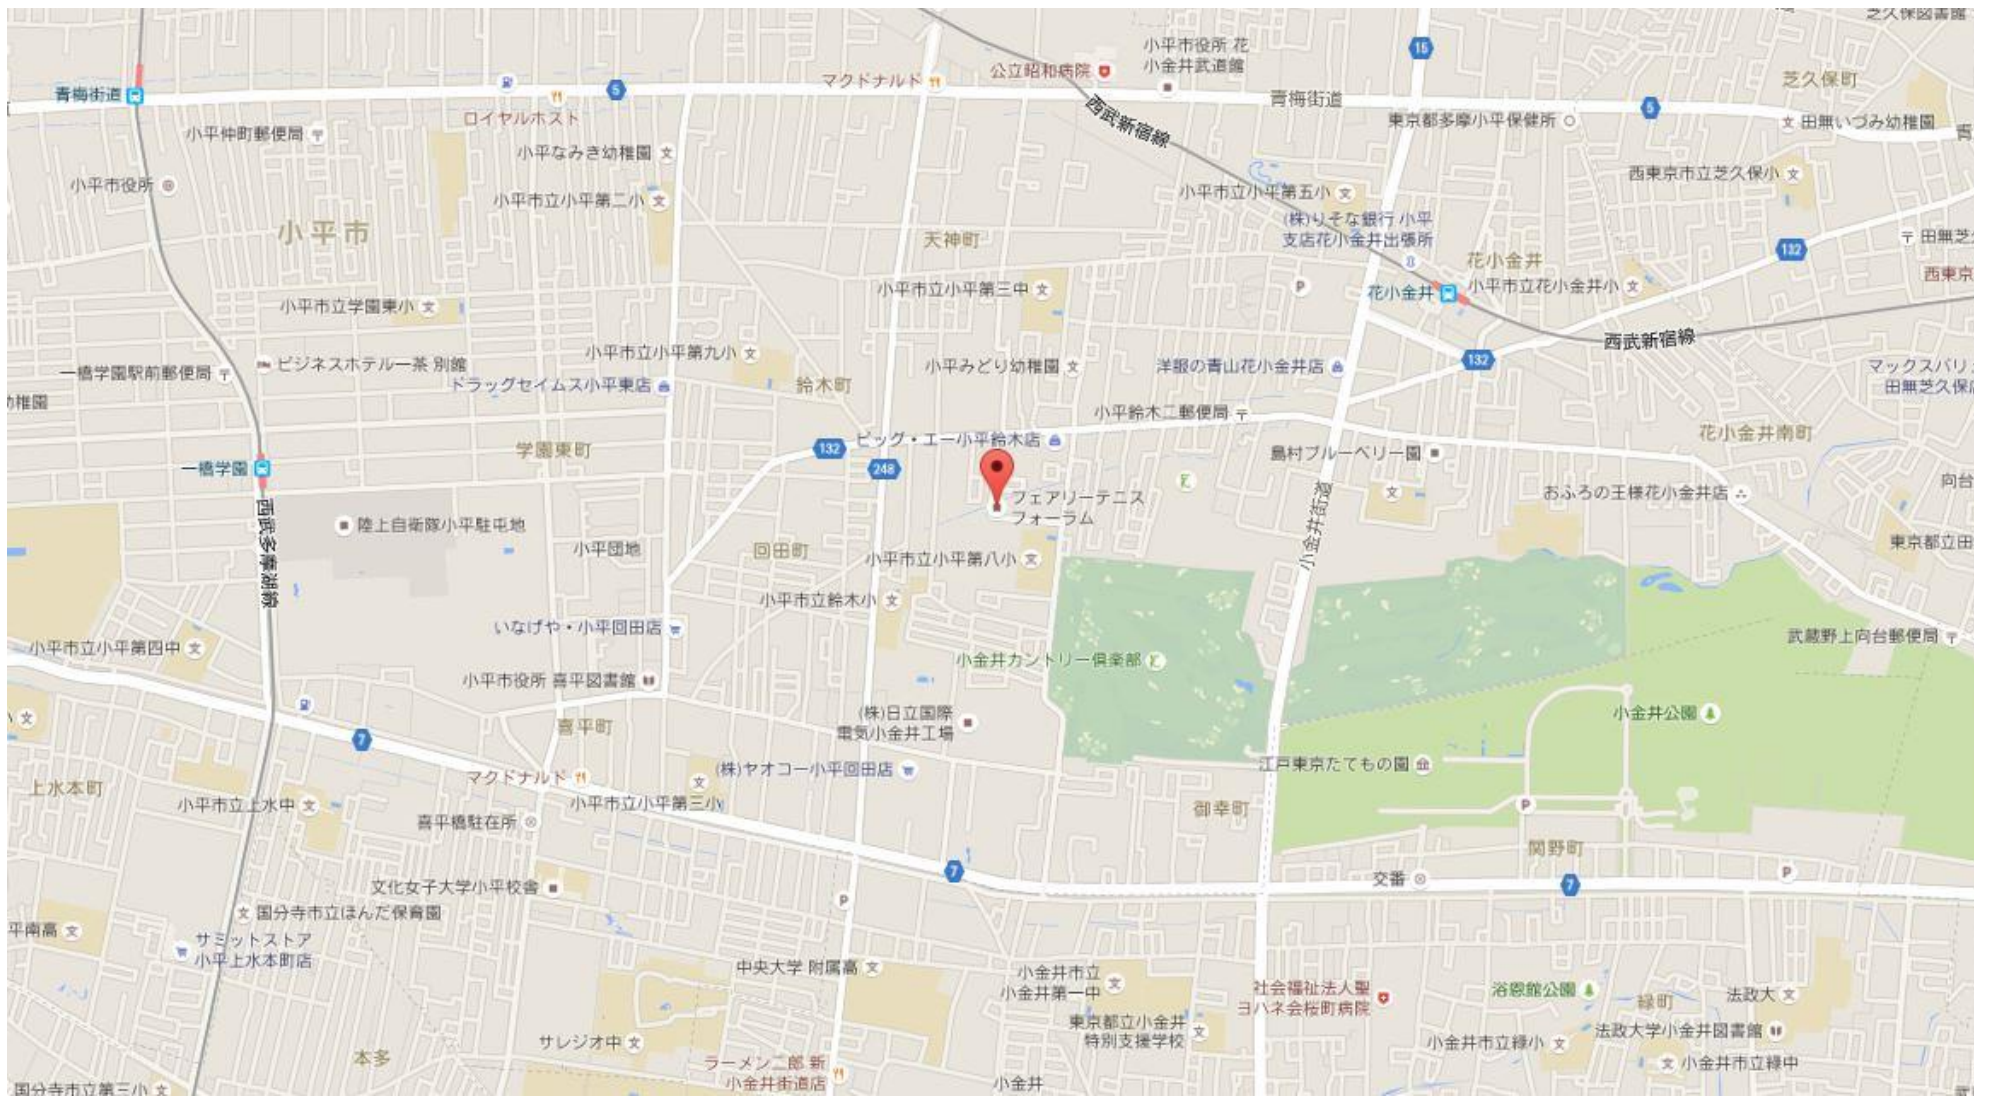 芝久保図書館
15
小平市役所 花
小金井武道館
公立昭和病院
マクドナルド
5
青梅街道
ロイヤルホスト
青梅街道
5
芝久保町
西武新宿線
東京都多摩小平保健所
田無いづみ幼稚園
青
小平仲町郵便局
小平なみき幼稚園
小平市役所
小平市立小平第二小
小平市立小平第五小
西東京市立芝久保小
小平市
天神町
(株)りそな銀行 小平
支店花小金井出張所
132
田無芝
花小金井
西東京
小平市立小平第三中
P
花小金井
小平市立花小金井小
小平市立学園東小
西武新宿線
一橋学園駅前郵便局
ビジネスホテル一茶 別館
小平市立小平第九小
小平みどり幼稚園
洋服の青山花小金井店
132
マックスバリュ
田無芝久保店
ドラッグセイムス小平東店
鈴木町
幼稚園
小平鈴木二郵便局
花小金井南町
学園東町
132
ビッグ・エー小平鈴木店
島村ブルーベリー園
248
一橋学園
向台
フェアリーテニス
フォーラム
文
おふろの王様花小金井店
西武多摩湖線
陸上自衛隊小平駐屯地
小金井街道
小平団地
回田町
小平市立小平第八小
東京都立田
小平市立鈴木小
いなげや・小平回田店
小平市立小平第四中
小金井カントリー倶楽部
武蔵野上向台郵便局
小平市役所 喜平図書館
文
喜平町
(株)日立国際
電気小金井工場
小金井公園
7
マクドナルド
文
(株)ヤオコー小平回田店
江戸東京たてもの園
上水本町
小平市立上水中
小平市立小平第三小
喜平橋駐在所
御幸町
P
関野町
7
文化女子大学小平校舎
P
交番
7
P
国分寺市立ほんだ保育園
平南高
サミットストア
小平上水本町店
中央大学 附属高
小金井市立
小金井第一中
社会福祉法人聖
ヨハネ会桜町病院
浴恩館公園
緑町
法政大
東京都立小金井
特別支援学校
サレジオ中
法政大学小金井図書館
小金井市立緑小
本多
ラーメン二郎 新
小金井街道店
小金井
小金井市立緑中
国分寺市立第三小
武